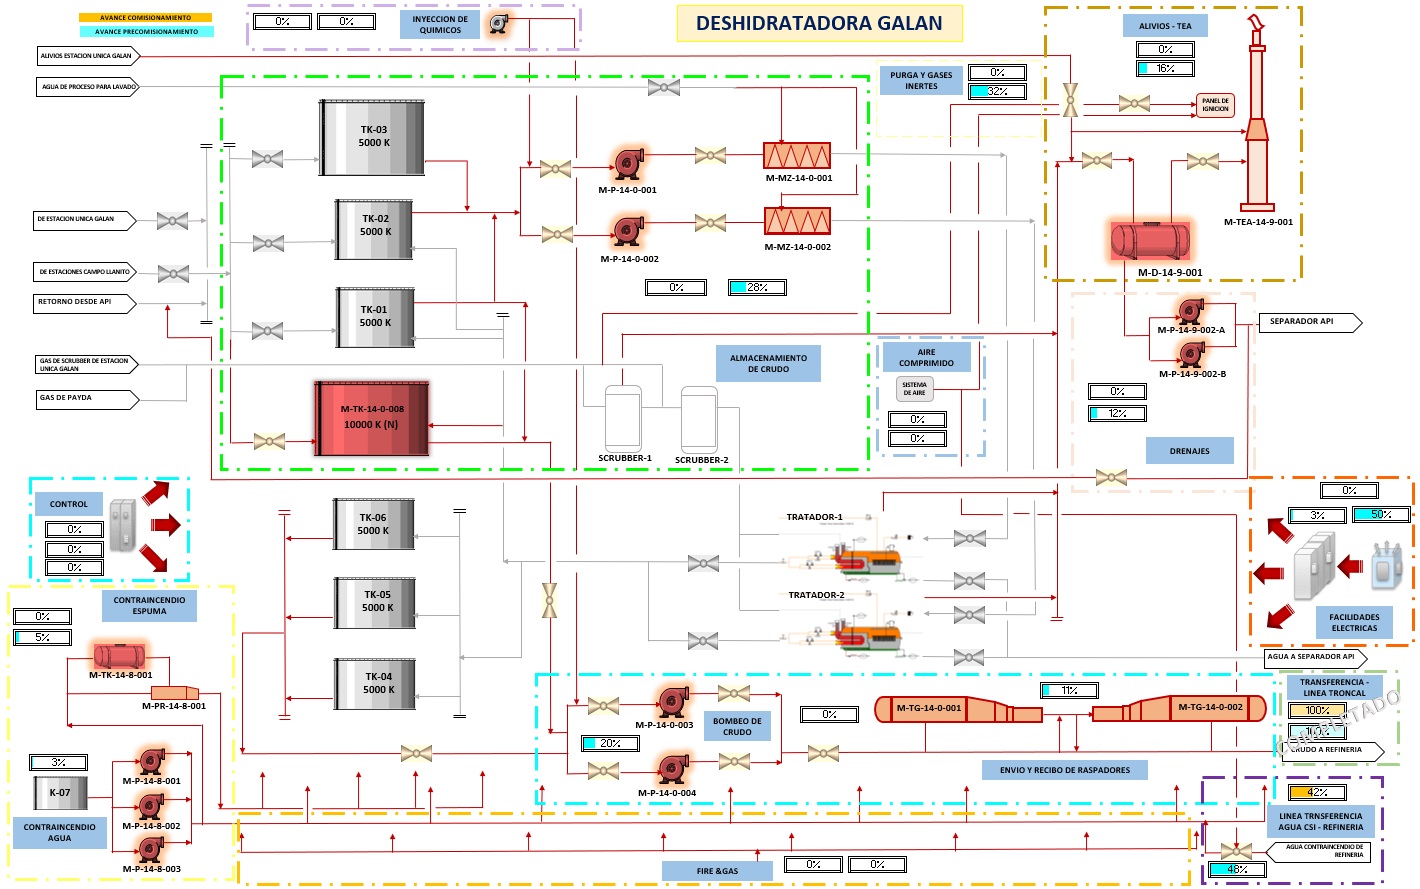 AVANCE COMISIONAMIENTO
AVANCE PRECOMISIONAMIENTO
0%
0%
INYECCION DE
QUIMICOS
DESHIDRATADORA GALAN
ALIVIOS - TEA
0%
16%
PANEL DE
IGNICION
M-TEA-14-9-001
M-D-14-9-001
ALIVIOS ESTACION UNICA GALAN
AGUA DE PROCESO PARA LAVADO
PURGA Y GASES
INERTES
0%
32%
TK-03
5000 K
TK-02
5000 K
TK-01
5000 K
M-P-14-0-001
M-P-14-0-002
M-MZ-14-0-001
M-MZ-14-0-002
0%
28%
DE ESTACION UNICA GALAN
DE ESTACIONES CAMPO LLANITO
RETORNO DESDE API
GAS DE SCRUBBER DE ESTACION
UNICA GALAN
GAS DE PAYDA
M-TK-14-0-008
10000 K (N)
ALMACENAMIENTO
DE CRUDO
SCRUBBER-1
SCRUBBER-2
AIRE
COMPRIMIDO
SISTEMA
DE AIRE
0%
0%
M-P-14-9-002-A
M-P-14-9-002-B
SEPARADOR API
0%
12%
DRENAJES
CONTROL
0%
0%
0%
TK-06
5000 K
TK-05
5000 K
TK-04
5000 K
TRATADOR-1
TRATADOR-2
0%
3%
50%
FACILIDADES
ELECTRICAS
AGUA A SEPARADOR API
CONTRAINCENDIO
ESPUMA
0%
5%
M-TK-14-8-001
M-PR-14-8-001
3%
K-07
CONTRAINCENDIO
AGUA
M-P-14-8-001
M-P-14-8-002
M-P-14-8-003
M-P-14-0-003
M-P-14-0-004
20%
BOMBEO DE
CRUDO
0%
11%
M-TG-14-0-001
M-TG-14-0-002
ENVIO Y RECIBO DE RASPADORES
TRANSFERENCIA -
LINEA TRONCAL
100%
100%
COMPLETADO
CRUDO A REFINERIA
42%
LINEA TRNSFERENCIA
AGUA CSI - REFINERIA
AGUA CONTRAINCENDIO DE
REFINERIA
48%
FIRE &GAS
0%
0%